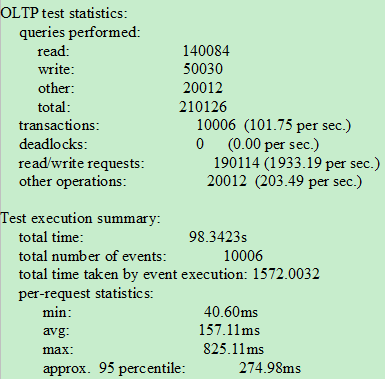 OLTP test statistics:
queries performed:
read: 140084
write: 50030
other: 20012
total: 210126
transactions: 10006 (101.75 per sec.)
deadlocks: 0 (0.00 per sec.)
read/write requests: 190114 (1933.19 per sec.)
other operations: 20012 (203.49 per sec.)
Test execution summary:
total time: 98.3423s
total number of events: 10006
total time taken by event execution: 1572.0032
per-request statistics:
min: 40.60ms
avg: 157.11ms
max: 825.11ms
approx. 95 percentile: 274.98ms